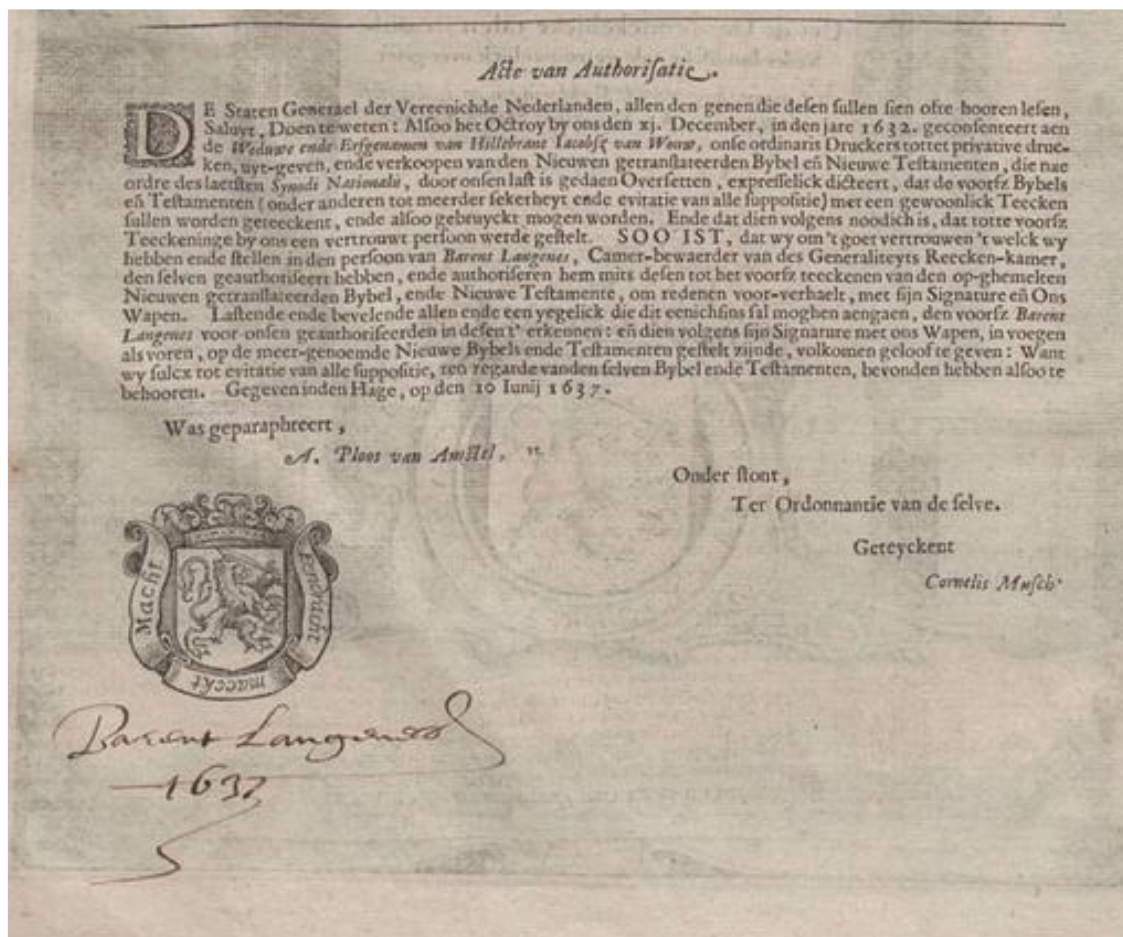 Acte van Authorisatie.
DE Staten Generael der Vereenichde Nederlanden, allen den genen die desen sullen sien ofte hooren lesen,
Saluyt, Doen te weten: Alsoo het Octroy by ons den xj. December, in den jare 1632. geconsenteert aen
de Weduwe ende Erfgenamen van Hillebrant Iacobsz van Wouw, onse ordinaris Druckers tottet privative druc-
ken, uyt-geven, ende verkoopen van den Nieuwen getranslateerden Bybel eñ Nieuwe Testamenten, die nae
ordre des laetsten Synodi Nationalis, door onsen last is gedaen Oversetten, expresselick dicteert, dat de voorsz Bybels
eñ Testamenten (onder anderen tot meerder sekerheyt ende evitatie van alle suppositie) met een gewoonlick Teecken
sullen worden geteeckent, ende alsoo gebruyckt mogen worden. Ende dat dien volgens noodich is, dat totte voorsz
Teeckeninge by ons een vertrouwt persoon werde gestelt. SOO IST, dat wy om 't goet vertrouwen 't welck wy
hebben ende stellen in den persoon van Barent Langenes, Camer-bewaerder van des Generaliteyts Reecken-kamer,
den selven geauthoriseert hebben, ende authoriseren hem mits desen tot het voorsz teeckenen van den op-ghemelten
Nieuwen getranslateerden Bybel, ende Nieuwe Testamente, om redenen voor-verhaelt, met sijn Signature eñ Ons
Wapen. Lastende ende bevelende allen ende een yegelick die dit eenichsins sal moghen aengaen, den voorsz Barent
Langenes voor onsen geauthoriseerden in desen t' erkennen: eñ dien volgens sijn Signature met ons Wapen, in voegen
als voren, op de meer-genoemde Nieuwe Bybels ende Testamenten gestelt zijnde, volkomen geloof te geven: Want
wy sulcx tot evitatie van alle suppositie, ten regarde vanden selven Bybel ende Testamenten, bevonden hebben alsoo te
behooren. Gegeven inden Hage, op den 10 Iunij 1637.
Was geparaphreert,
A. Ploos van Amstel, vt.
Onder stont,
Ter Ordonnantie van de selve.
Geteyckent
Cornelis Musch.
Eendracht
maeckt
Macht
Barent Langenes
1637